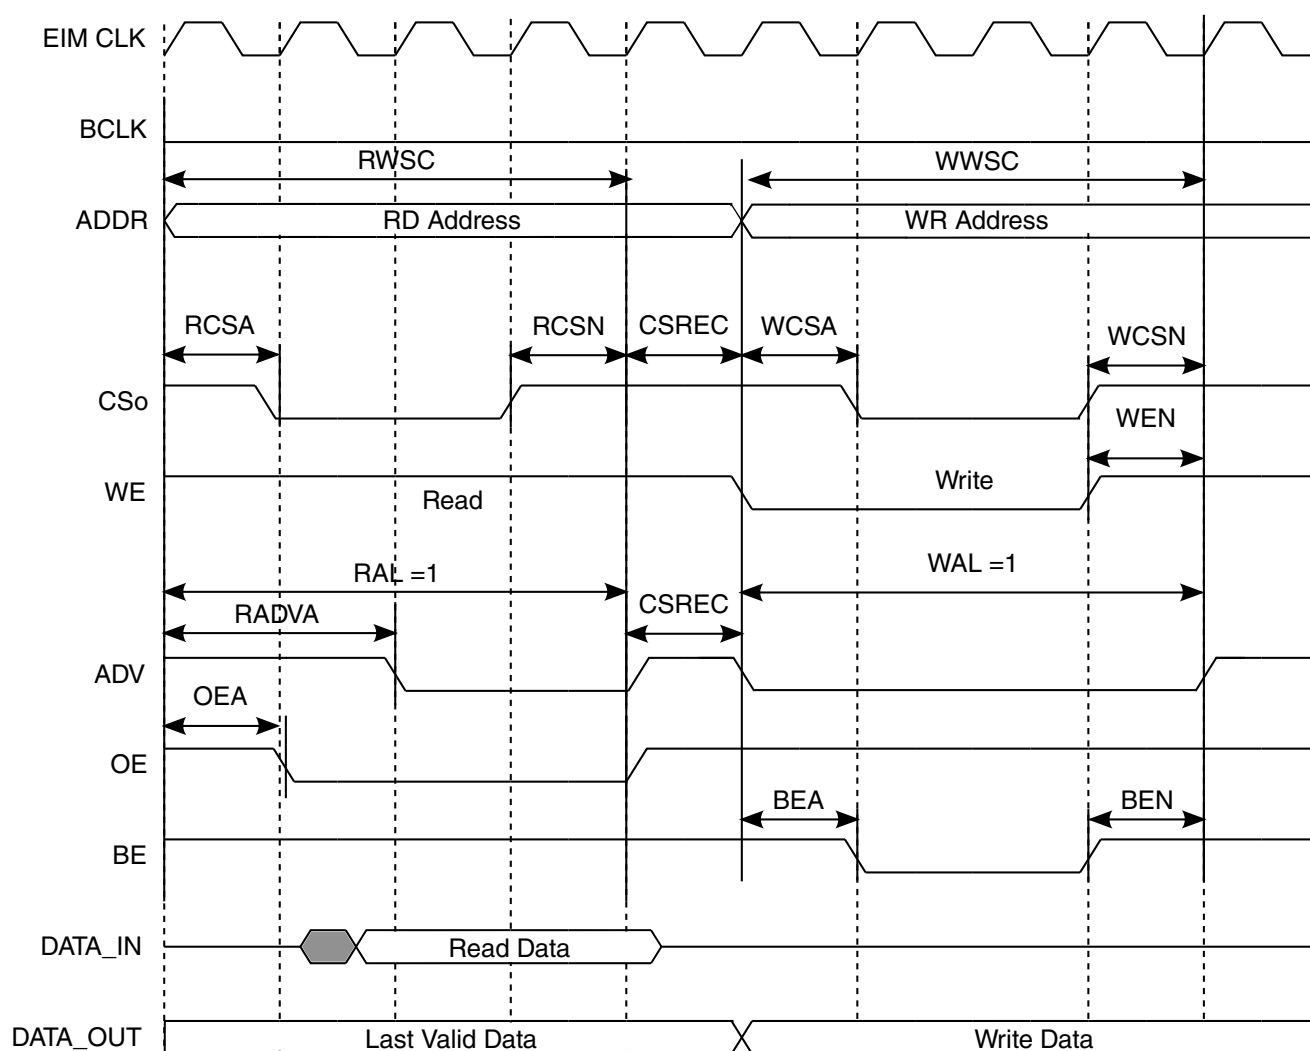 EIM CLK
BCLK
RWSC WWSC
ADDR RD Address WR Address
RCSA RCSN CSREC WCSA WCSN
CSo
WEN
WE Read Write
RAL =1 WAL =1
RADVA CSREC
ADV
OEA
OE
BEA BEN
BE
DATA_IN Read Data
DATA_OUT Last Valid Data Write Data